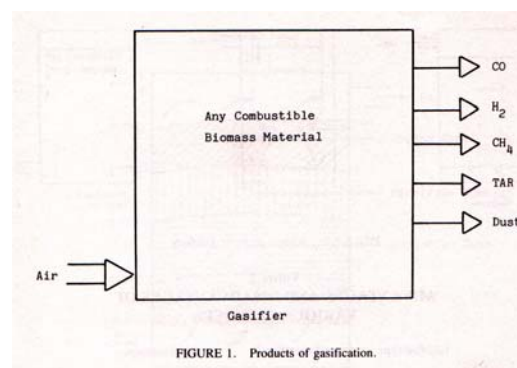 CO
Any Combustible
Biomass Material
H2
CH4
TAR
Dust
Air
Gasifier
FIGURE 1. Products of gasification.